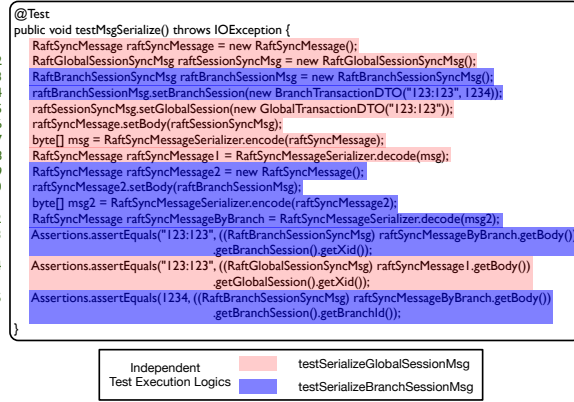 @Test
public void testMsgSerialize() throws IOException {
RaftSyncMessage raftSyncMessage = new RaftSyncMessage();
RaftGlobalSessionSyncMsg raftSessionSyncMsg = new RaftGlobalSessionSyncMsg();
RaftBranchSessionSyncMsg raftBranchSessionMsg = new RaftBranchSessionSyncMsg();
raftBranchSessionMsg.setBranchSession(new BranchTransactionDTO("123:123", 1234));
raftSessionSyncMsg.setGlobalSession(new GlobalTransactionDTO("123:123"));
raftSyncMessage.setBody(raftSessionSyncMsg);
byte[] msg = RaftSyncMessageSerializer.encode(raftSyncMessage);
RaftSyncMessage raftSyncMessage1 = RaftSyncMessageSerializer.decode(msg);
RaftSyncMessage raftSyncMessage2 = new RaftSyncMessage();
raftSyncMessage2.setBody(raftBranchSessionMsg);
byte[] msg2 = RaftSyncMessageSerializer.encode(raftSyncMessage2);
RaftSyncMessage raftSyncMessageByBranch = RaftSyncMessageSerializer.decode(msg2);
Assertions.assertEquals("123:123", ((RaftBranchSessionSyncMsg) raftSyncMessageByBranch.getBody())
.getBranchSession().getXid());
Assertions.assertEquals("123:123", ((RaftGlobalSessionSyncMsg) raftSyncMessage1.getBody())
.getGlobalSession().getXid());
Assertions.assertEquals(1234, ((RaftBranchSessionSyncMsg) raftSyncMessageByBranch.getBody())
.getBranchSession().getBranchId());
}
Independent
Test Execution Logics
testSerializeGlobalSessionMsg
testSerializeBranchSessionMsg